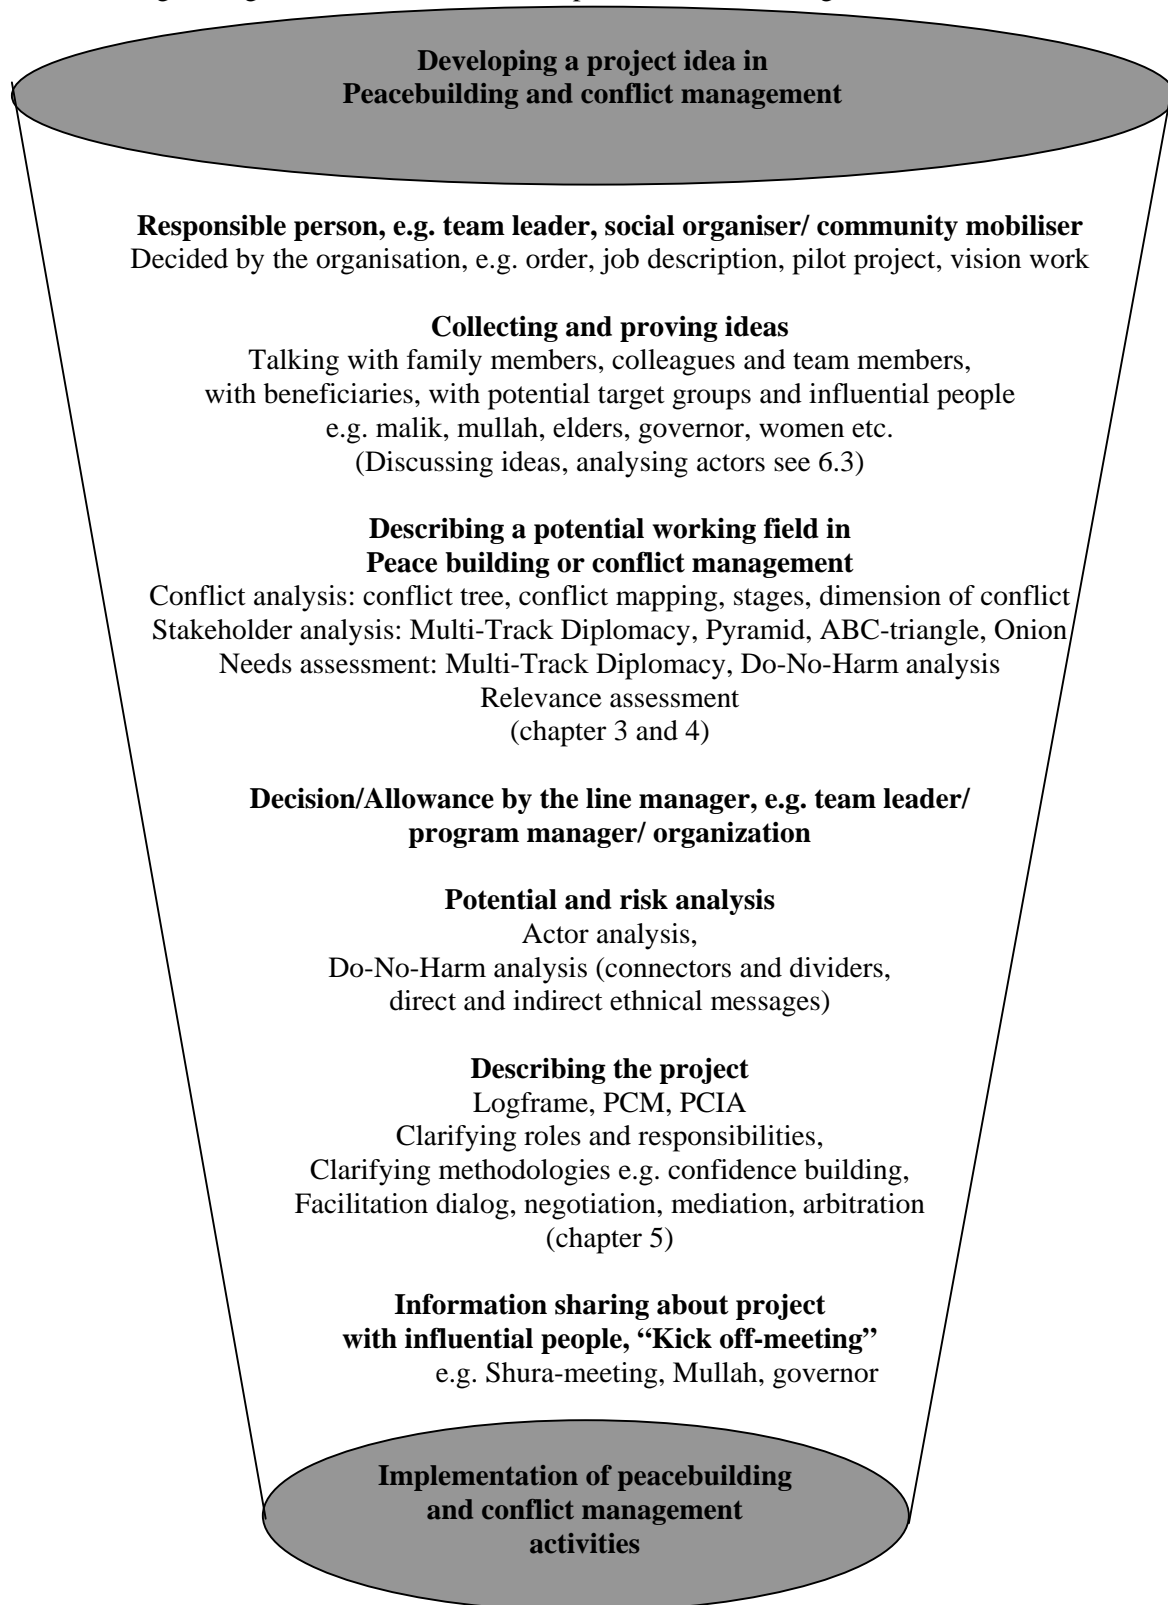 Developing a project idea in
Peacebuilding and conflict management
Responsible person, e.g. team leader, social organiser/ community mobiliser
Decided by the organisation, e.g. order, job description, pilot project, vision work
Collecting and proving ideas
Talking with family members, colleagues and team members,
with beneficiaries, with potential target groups and influential people
e.g. malik, mullah, elders, governor, women etc.
(Discussing ideas, analysing actors see 6.3)
Describing a potential working field in
Peace building or conflict management
Conflict analysis: conflict tree, conflict mapping, stages, dimension of conflict
Stakeholder analysis: Multi-Track Diplomacy, Pyramid, ABC-triangle, Onion
Needs assessment: Multi-Track Diplomacy, Do-No-Harm analysis
Relevance assessment
(chapter 3 and 4)
Decision/Allowance by the line manager, e.g. team leader/
program manager/ organization
Potential and risk analysis
Actor analysis,
Do-No-Harm analysis (connectors and dividers,
direct and indirect ethnical messages)
Describing the project
Logframe, PCM, PCIA
Clarifying roles and responsibilities,
Clarifying methodologies e.g. confidence building,
Facilitation dialog, negotiation, mediation, arbitration
(chapter 5)
Information sharing about project
with influential people, “Kick off-meeting”
e.g. Shura-meeting, Mullah, governor
Implementation of peacebuilding
and conflict management
activities